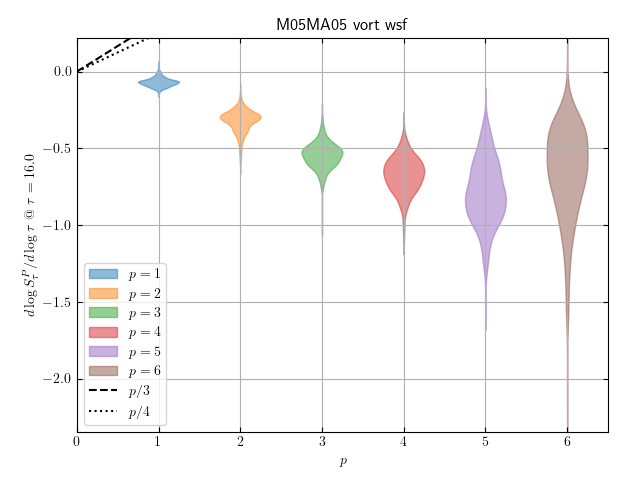 M05MA05 vort wsf
d log S_τ^P / d log τ @ τ = 16.0
0.0
−0.5
−1.0
−1.5
−2.0
p = 1
p = 2
p = 3
p = 4
p = 5
p = 6
p/3
p/4
0 1 2 3 4 5 6
p